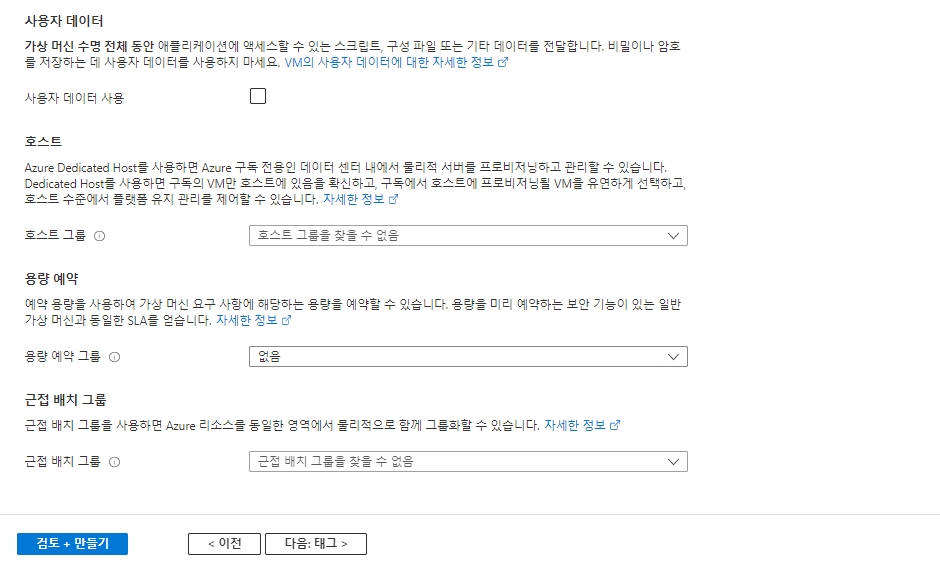 사용자 데이터
가상 머신 수명 전체 동안 애플리케이션에 액세스할 수 있는 스크립트, 구성 파일 또는 기타 데이터를 전달합니다. 비밀이나 암호
를 저장하는 데 사용자 데이터를 사용하지 마세요. VM의 사용자 데이터에 대한 자세한 정보
사용자 데이터 사용
호스트
Azure Dedicated Host를 사용하면 Azure 구독 전용인 데이터 센터 내에서 물리적 서버를 프로비저닝하고 관리할 수 있습니다.
Dedicated Host를 사용하면 구독의 VM만 호스트에 있음을 확신하고, 구독에서 호스트에 프로비저닝될 VM을 유연하게 선택하고,
호스트 수준에서 플랫폼 유지 관리를 제어할 수 있습니다. 자세한 정보
호스트 그룹 호스트 그룹을 찾을 수 없음
용량 예약
예약 용량을 사용하여 가상 머신 요구 사항에 해당하는 용량을 예약할 수 있습니다. 용량을 미리 예약하는 보안 기능이 있는 일반
가상 머신과 동일한 SLA를 얻습니다. 자세한 정보
용량 예약 그룹 없음
근접 배치 그룹
근접 배치 그룹을 사용하면 Azure 리소스를 동일한 영역에서 물리적으로 함께 그룹화할 수 있습니다. 자세한 정보
근접 배치 그룹 근접 배치 그룹을 찾을 수 없음
검토 + 만들기 < 이전 다음: 태그 >